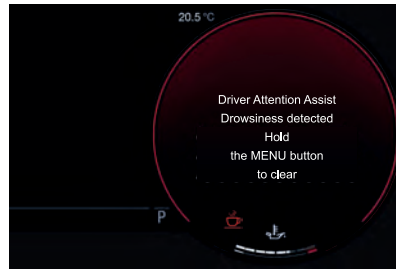 20.5 °C
Driver Attention Assist
Drowsiness detected
Hold
the MENU button
to clear
P